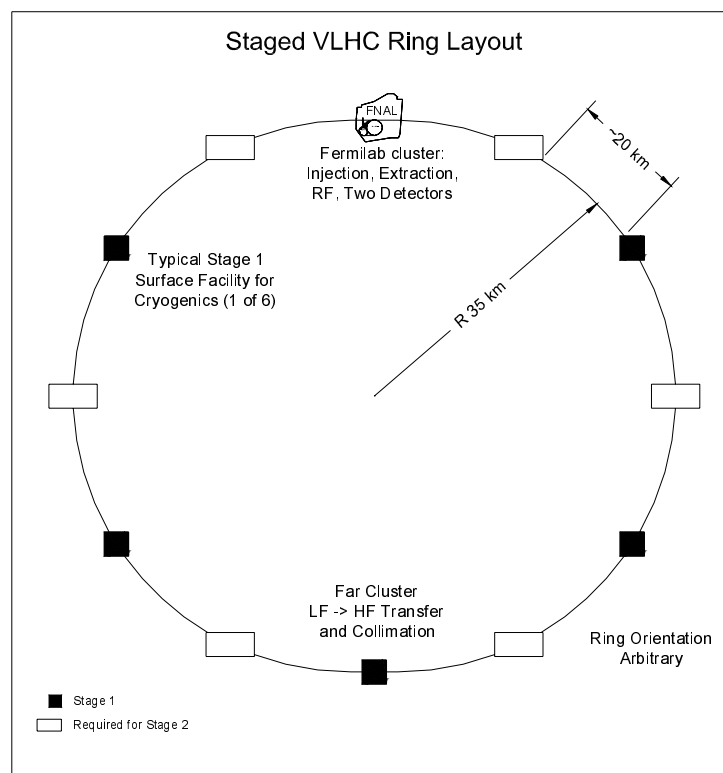 Staged VLHC Ring Layout
FNAL
Fermilab cluster:
Injection, Extraction,
RF, Two Detectors
~20 km
Typical Stage 1
Surface Facility for
Cryogenics (1 of 6)
R 35 km
Far Cluster
LF -> HF Transfer
and Collimation
Ring Orientation
Arbitrary
Stage 1
Required for Stage 2